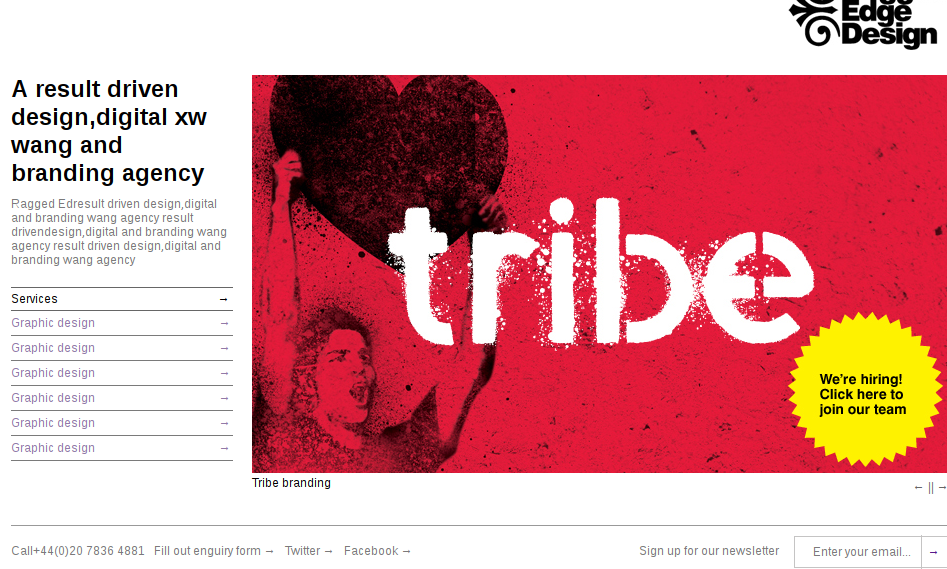 Edge
Design
A result driven
design,digital xw
wang and
branding agency
Ragged Edresult driven design,digital
and branding wang agency result
drivendesign,digital and branding wang
agency result driven design,digital and
branding wang agency
Services →
Graphic design →
Graphic design →
Graphic design →
Graphic design →
Graphic design →
Graphic design →
tribe
We're hiring!
Click here to
join our team
Tribe branding
← || →
Call+44(0)20 7836 4881 Fill out enquiry form → Twitter → Facebook →
Sign up for our newsletter Enter your email... →